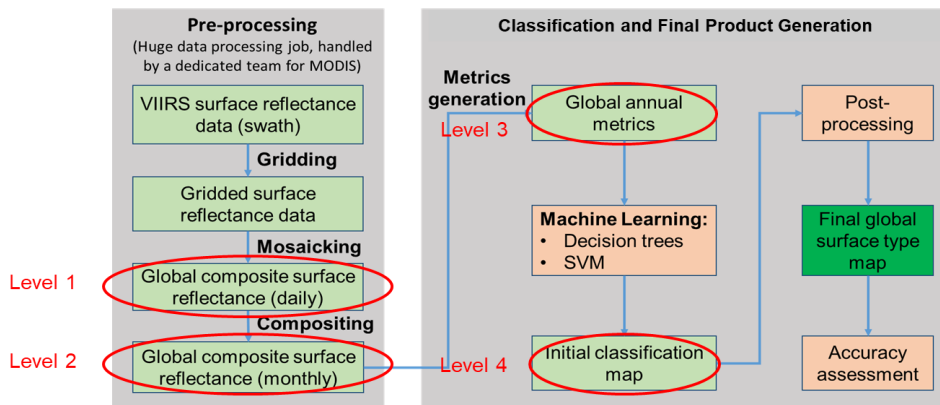 Pre-processing
(Huge data processing job, handled
by a dedicated team for MODIS)
VIIRS surface reflectance
data (swath)
Gridding
Gridded surface
reflectance data
Mosaicking
Level 1
Global composite surface
reflectance (daily)
Compositing
Level 2
Global composite surface
reflectance (monthly)
Classification and Final Product Generation
Metrics
generation
Level 3
Global annual
metrics
Machine Learning:
• Decision trees
• SVM
Level 4
Initial classification
map
Post-
processing
Final global
surface type
map
Accuracy
assessment